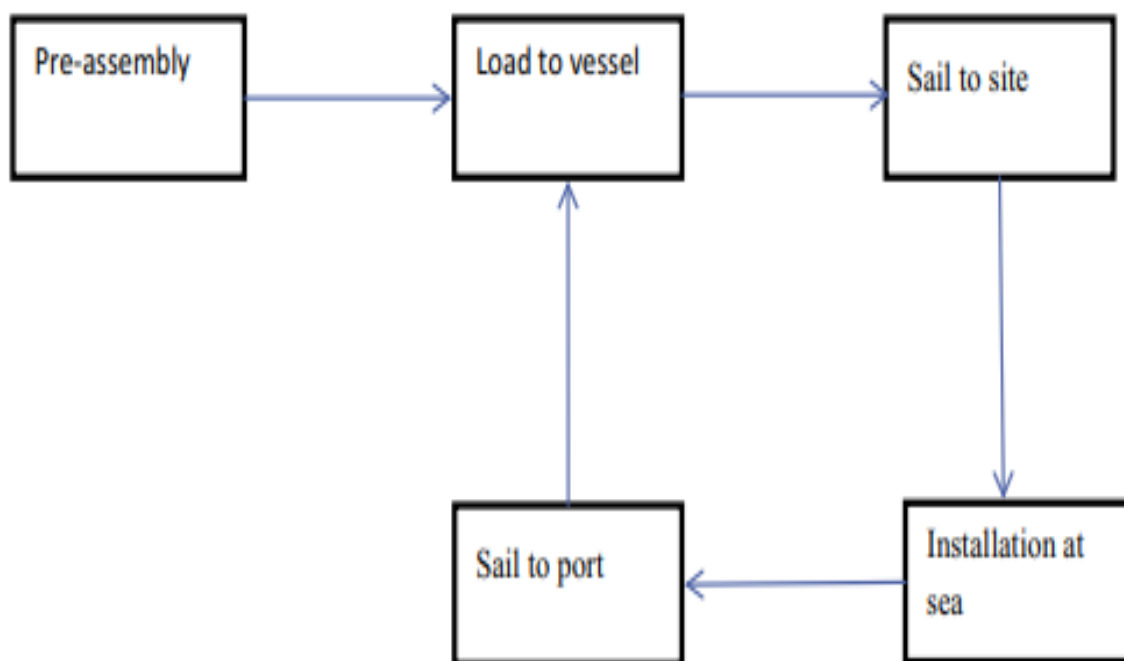 Pre-assembly
Load to vessel
Sail to site
Installation at
sea
Sail to port